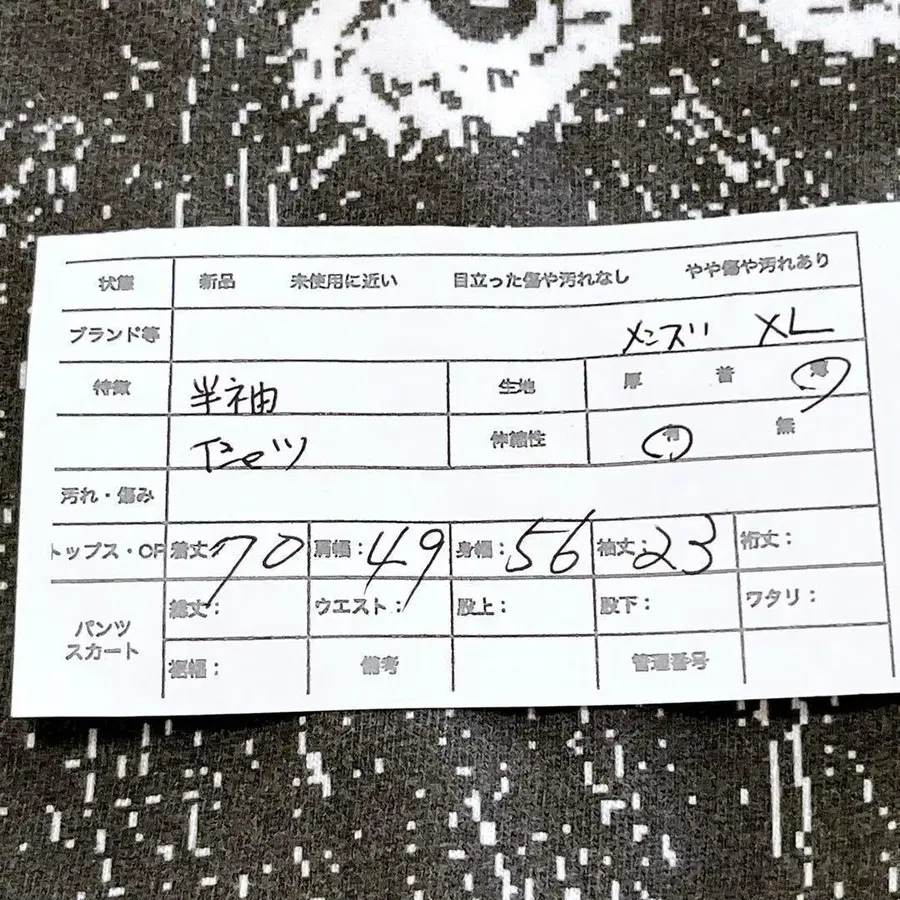 状態 新品 未使用に近い 目立った傷や汚れなし やや傷や汚れあり
ブランド等 メンズ XL
特徴 半袖 生地 厚 普 薄
Tシャツ 伸縮性 有 無
汚れ・傷み
トップス・OP 着丈：70 肩幅：49 身幅：56 袖丈：23 裄丈：
パンツ 総丈： ウエスト： 股上： 股下： ワタリ：
スカート 裾幅： 備考 管理番号